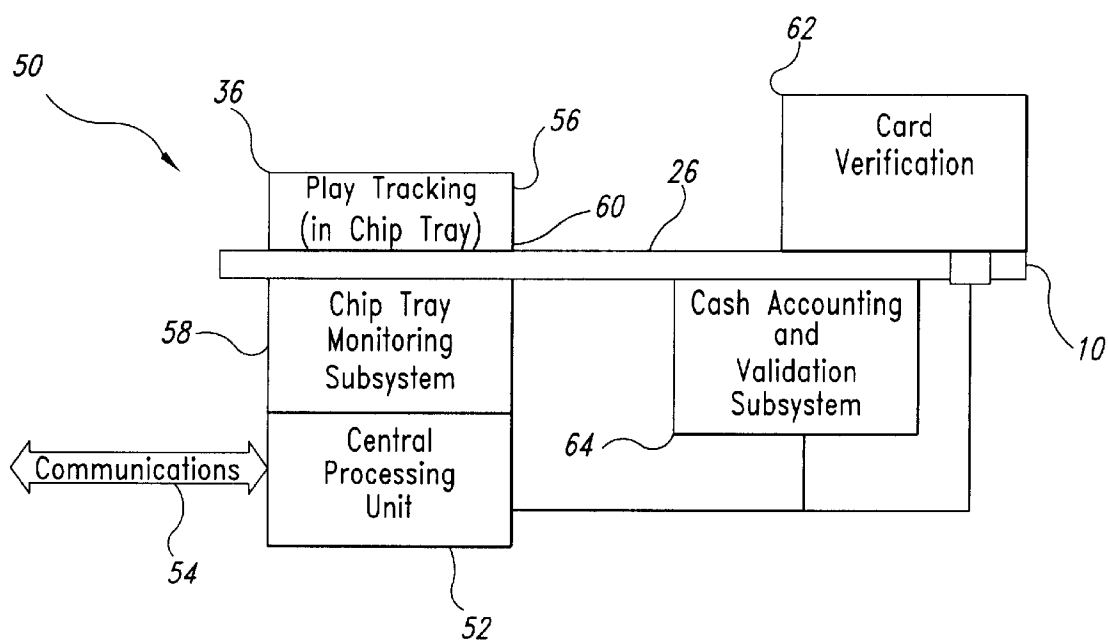 62
50
36
56
Card
Verification
Play Tracking
(in Chip Tray)
60
26
58
Chip Tray
Monitoring
Subsystem
Cash Accounting
and
Validation
Subsystem
10
64
Communications
Central
Processing
Unit
54
52